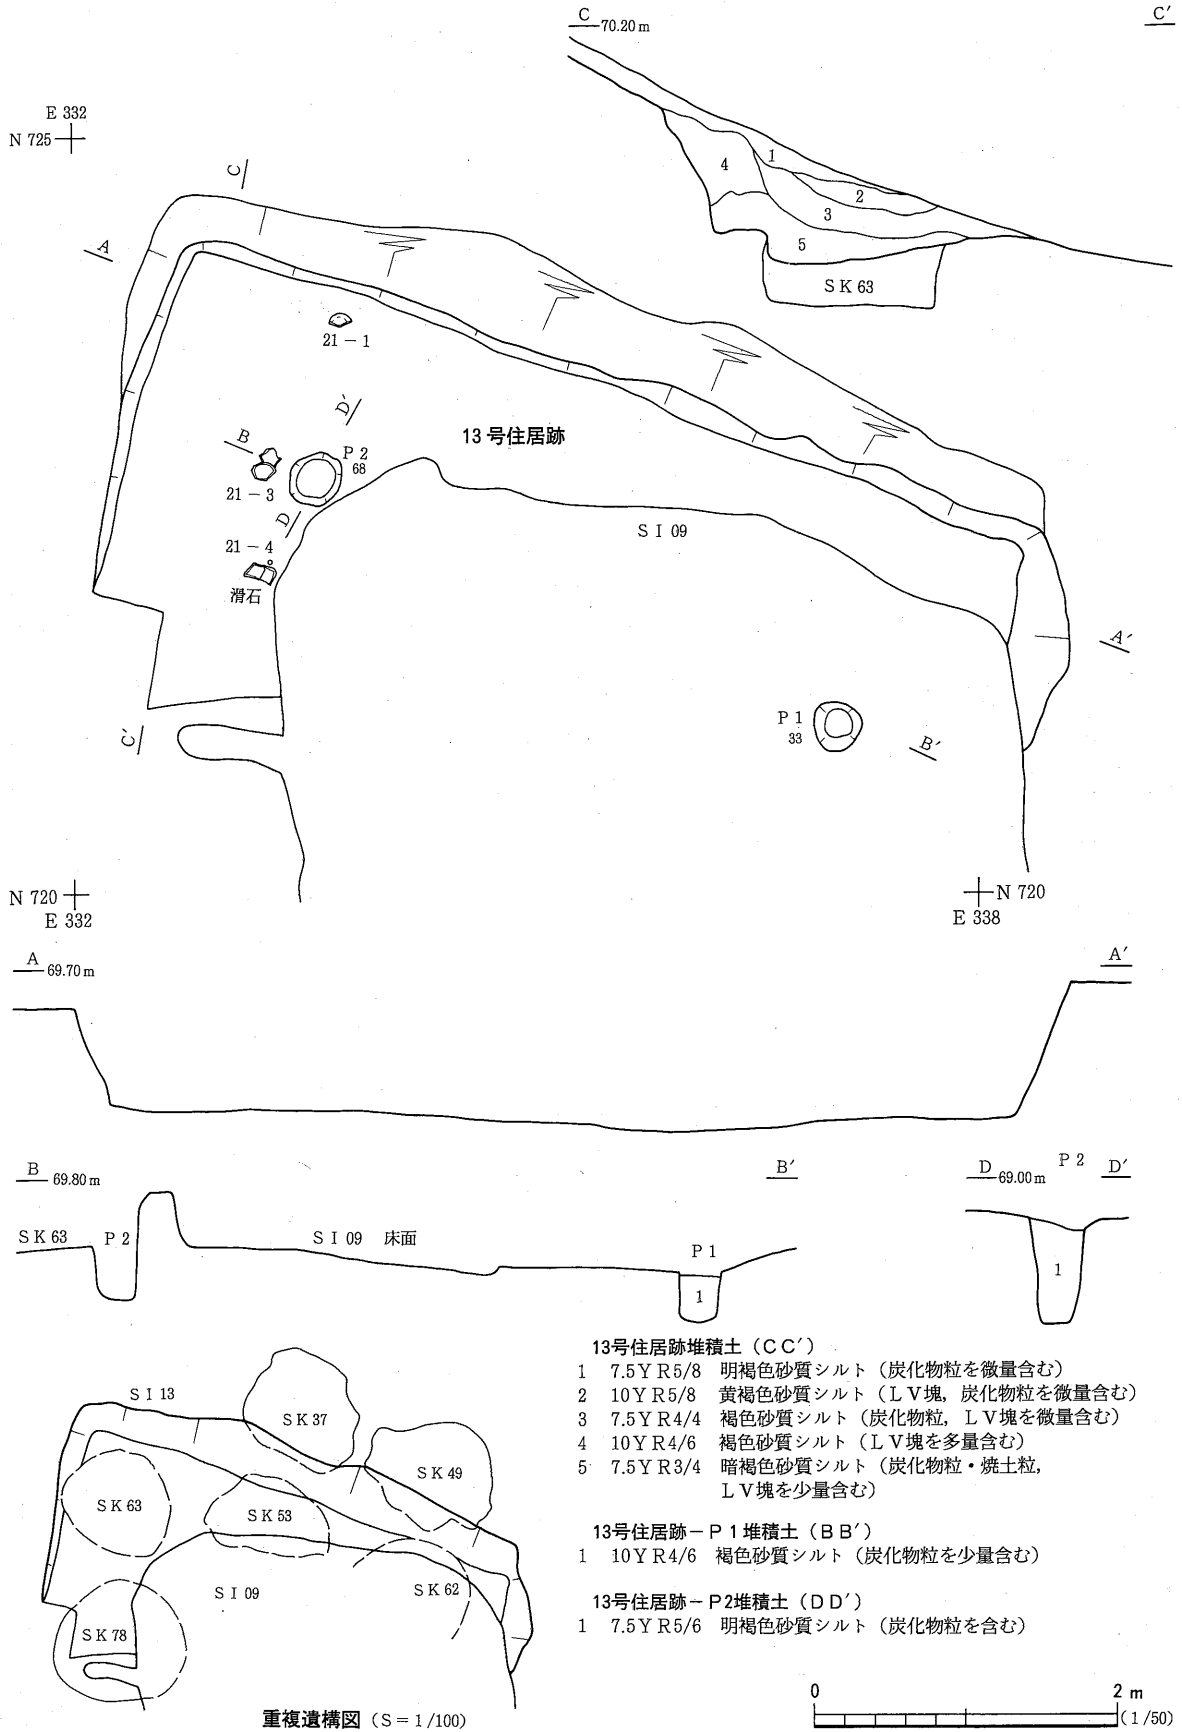 C 70.20m C′
E 332
N 725
C
A
1
4
2
3
5
SK 63
21-1
D′
13号住居跡
B
P 2
68
21-3
D
SI 09
21-4
滑石
A′
P 1
33
C′
B′
N 720
E 332
N 720
E 338
A 69.70m A′
B 69.80m B′
D 69.00m P 2 D′
SK 63 P 2 SI 09 床面 P 1
1
1
13号住居跡堆積土（CC′）
1 7.5YR5/8 明褐色砂質シルト（炭化物粒を微量含む）
2 10YR5/8 黄褐色砂質シルト（LV塊，炭化物粒を微量含む）
3 7.5YR4/4 褐色砂質シルト（炭化物粒，LV塊を微量含む）
4 10YR4/6 褐色砂質シルト（LV塊を多量含む）
5 7.5YR3/4 暗褐色砂質シルト（炭化物粒・焼土粒，
LV塊を少量含む）
13号住居跡－P1堆積土（BB′）
1 10YR4/6 褐色砂質シルト（炭化物粒を少量含む）
13号住居跡－P2堆積土（DD′）
1 7.5YR5/6 明褐色砂質シルト（炭化物粒を含む）
SI 13
SK 37
SK 49
SK 63
SK 53
SI 09
SK 62
SK 78
重複遺構図（S＝1/100）
0 2 m
(1/50)